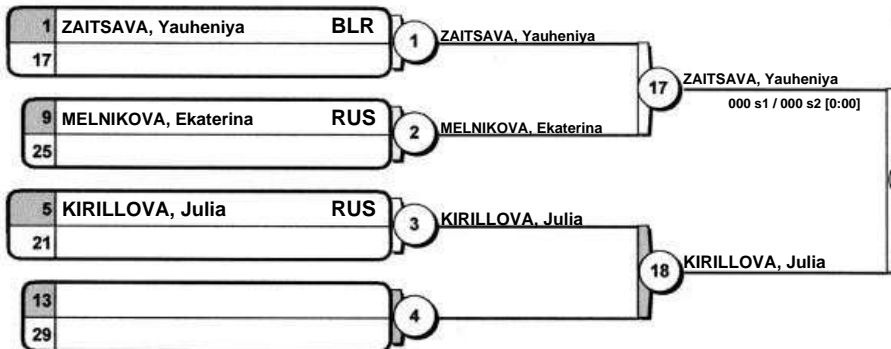 1 ZAITSAVA, Yauheniya BLR
17
1 ZAITSAVA, Yauheniya
9 MELNIKOVA, Ekaterina RUS
25
2 MELNIKOVA, Ekaterina
17 ZAITSAVA, Yauheniya
000 s1 / 000 s2 [0:00]
5 KIRILLOVA, Julia RUS
21
3 KIRILLOVA, Julia
13
29
4
18 KIRILLOVA, Julia